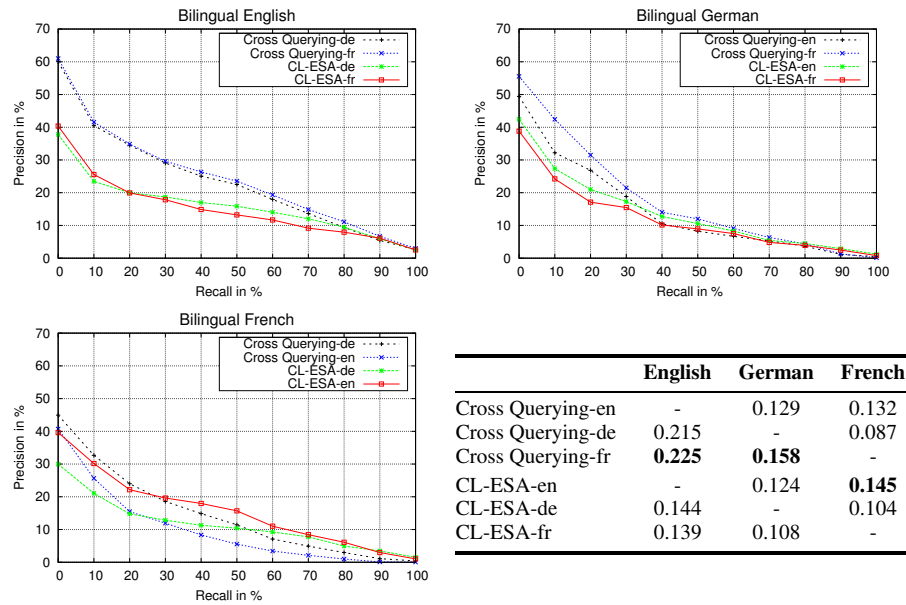 Bilingual English
Precision in %
70
60
50
40
30
20
10
0
Cross Querying-de
Cross Querying-fr
CL-ESA-de
CL-ESA-fr
0 10 20 30 40 50 60 70 80 90 100
Recall in %
Bilingual German
Precision in %
70
60
50
40
30
20
10
0
Cross Querying-en
Cross Querying-fr
CL-ESA-en
CL-ESA-fr
0 10 20 30 40 50 60 70 80 90 100
Recall in %
Bilingual French
Precision in %
70
60
50
40
30
20
10
0
Cross Querying-de
Cross Querying-en
CL-ESA-de
CL-ESA-en
0 10 20 30 40 50 60 70 80 90 100
Recall in %
English German French
Cross Querying-en - 0.129 0.132
Cross Querying-de 0.215 - 0.087
Cross Querying-fr 0.225 0.158 -
CL-ESA-en - 0.124 0.145
CL-ESA-de 0.144 - 0.104
CL-ESA-fr 0.139 0.108 -